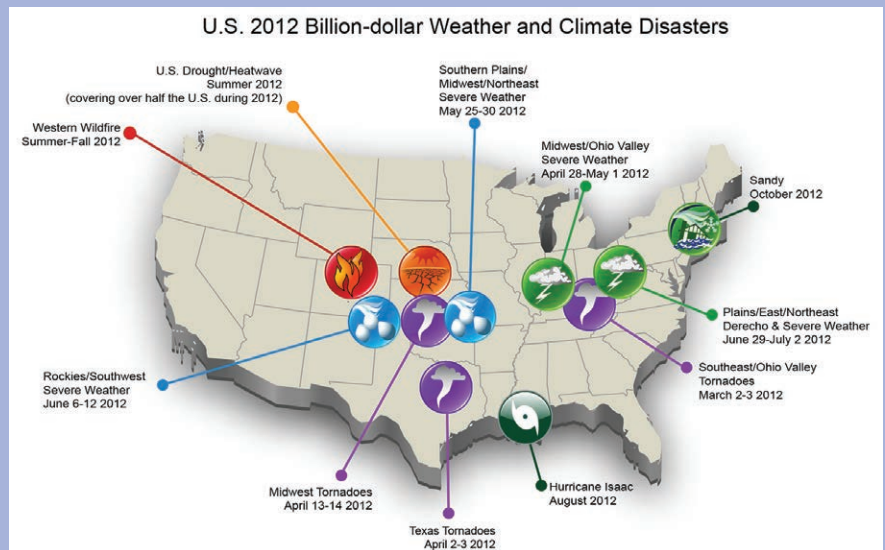 U.S. 2012 Billion-dollar Weather and Climate Disasters
U.S. Drought/Heatwave
Summer 2012
(covering over half the U.S. during 2012)
Southern Plains/
Midwest/Northeast
Severe Weather
May 25-30 2012
Western Wildfire
Summer-Fall 2012
Midwest/Ohio Valley
Severe Weather
April 28-May 1 2012
Sandy
October 2012
Plains/East/Northeast
Derecho & Severe Weather
June 29-July 2 2012
Rockies/Southwest
Severe Weather
June 6-12 2012
Southeast/Ohio Valley
Tornadoes
March 2-3 2012
Midwest Tornadoes
April 13-14 2012
Hurricane Isaac
August 2012
Texas Tornadoes
April 2-3 2012